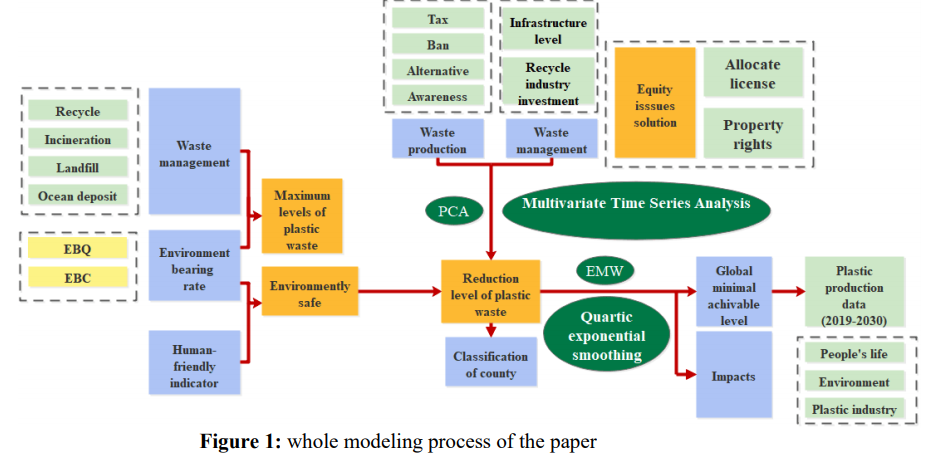 Tax
Ban
Alternative
Awareness
Infrastructure
level
Recycle
industry
investment
Equity
isssues
solution
Allocate
license
Property
rights
Recycle
Incineration
Landfill
Ocean deposit
Waste
management
Waste
production
Waste
management
Maximum
levels of
plastic
waste
PCA
Multivariate Time Series Analysis
EBQ
EBC
Environment
bearing
rate
Environmently
safe
Reduction
level of plastic
waste
EMW
Quartic
exponential
smoothing
Global
minimal
achivable
level
Plastic
production
data
(2019-2030)
Human-
friendly
indicator
Classification
of county
Impacts
People's life
Environment
Plastic industry
Figure 1: whole modeling process of the paper